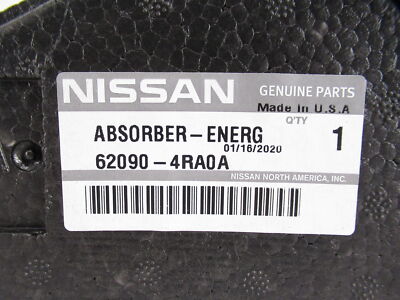 NISSAN
GENUINE PARTS
Made in U.S.A
Q'TY
ABSORBER-ENERG
1
01/16/2020
62090-4RA0A
NISSAN NORTH AMERICA, INC.